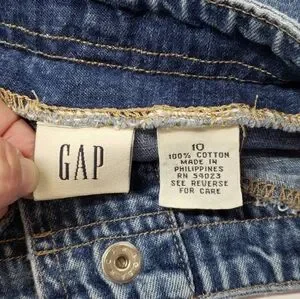 GAP
10
100% COTTON
MADE IN
PHILIPPINES
RN 54023
SEE REVERSE
FOR CARE